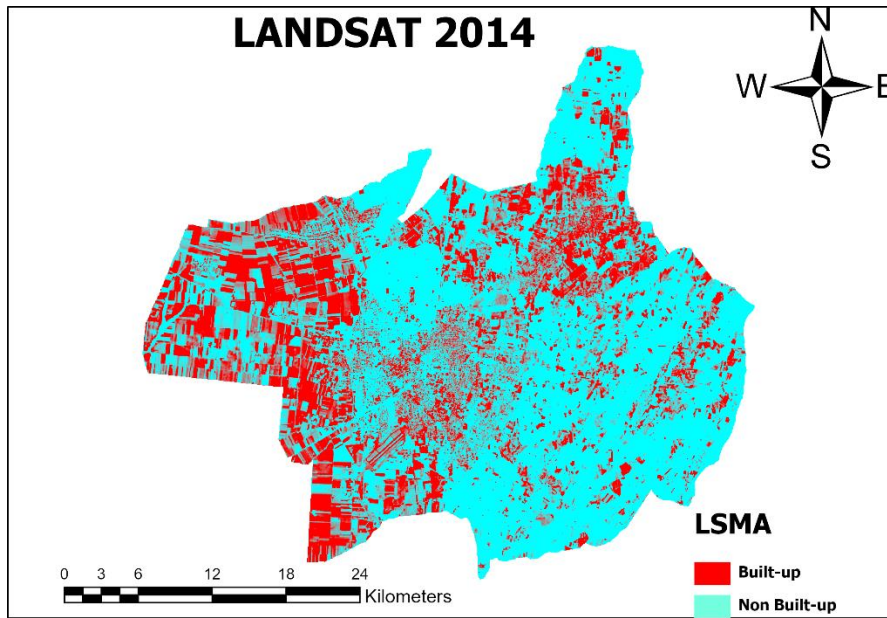 LANDSAT 2014
N
W E
S
LSMA
Built-up
Non Built-up
0 3 6 12 18 24
Kilometers